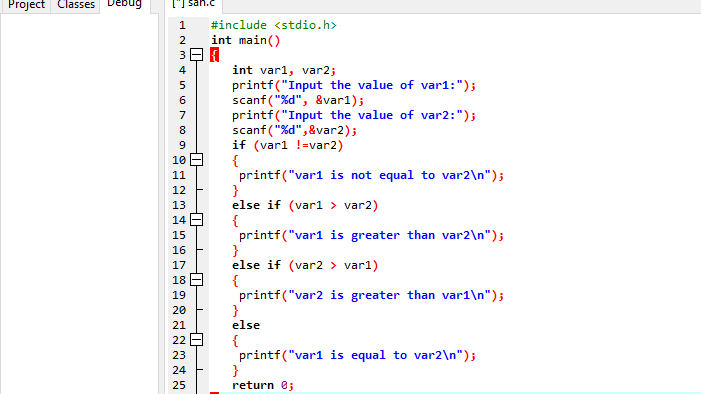 Project Classes Debug [*] san.c
1 #include <stdio.h>
2 int main()
3 {
4 int var1, var2;
5 printf("Input the value of var1:");
6 scanf("%d", &var1);
7 printf("Input the value of var2:");
8 scanf("%d",&var2);
9 if (var1 !=var2)
10 {
11 printf("var1 is not equal to var2\n");
12 }
13 else if (var1 > var2)
14 {
15 printf("var1 is greater than var2\n");
16 }
17 else if (var2 > var1)
18 {
19 printf("var2 is greater than var1\n");
20 }
21 else
22 {
23 printf("var1 is equal to var2\n");
24 }
25 return 0;